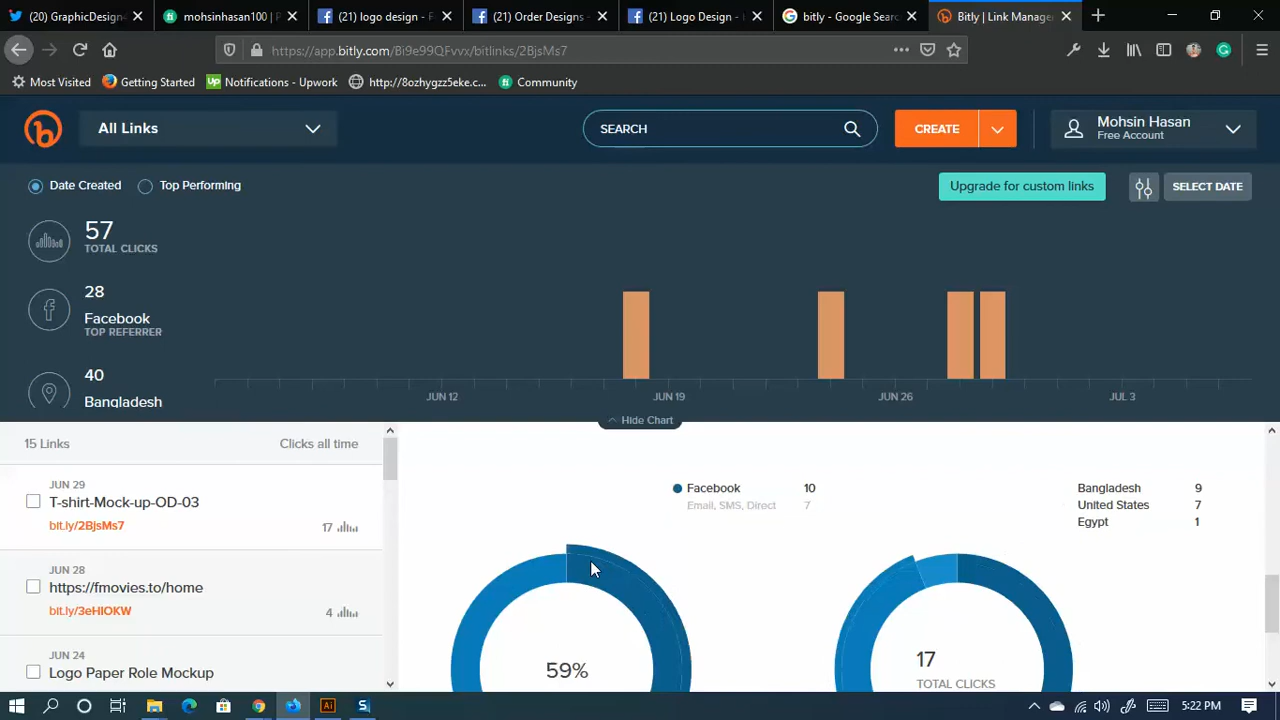 (20) GraphicDesign
mohsinhasan100 | P
(21) logo design - F
(21) Order Designs -
(21) Logo Design - l
bitly - Google Sear
Bitly | Link Manage
https://app.bitly.com/Bi9e99QFvvx/bitlinks/2BjsMs7
Most Visited
Getting Started
Up Notifications - Upwork
http://8ozhygzz5eke.c...
fi Community
b
All Links
SEARCH
CREATE
Mohsin Hasan
Free Account
Date Created
Top Performing
Upgrade for custom links
SELECT DATE
57
TOTAL CLICKS
28
Facebook
TOP REFERRER
40
Bangladesh
JUN 12
JUN 19
JUN 26
JUL 3
Hide Chart
15 Links
Clicks all time
JUN 29
T-shirt-Mock-up-OD-03
bit.ly/2BjsMs7
17
JUN 28
https://fmovies.to/home
bit.ly/3eHIOKW
4
JUN 24
Logo Paper Role Mockup
Facebook 10
Email, SMS, Direct 7
Bangladesh 9
United States 7
Egypt 1
59%
17
TOTAL CLICKS
5:22 PM